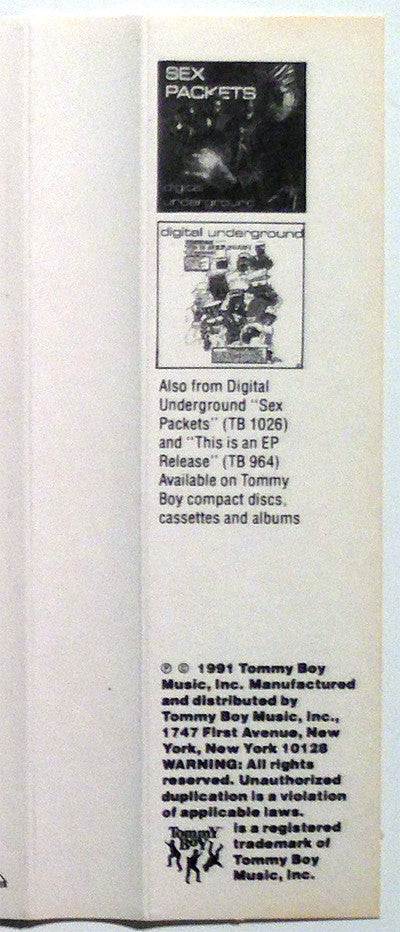 SEX
PACKETS
digital
underground
digital underground
Also from Digital
Underground "Sex
Packets" (TB 1026)
and "This is an EP
Release" (TB 964)
Available on Tommy
Boy compact discs,
cassettes and albums
℗ © 1991 Tommy Boy
Music, Inc. Manufactured
and distributed by
Tommy Boy Music, Inc.,
1747 First Avenue, New
York, New York 10128
WARNING: All rights
reserved. Unauthorized
duplication is a violation
of applicable laws.
Tommy
Boy
is a registered
trademark of
Tommy Boy
Music, Inc.